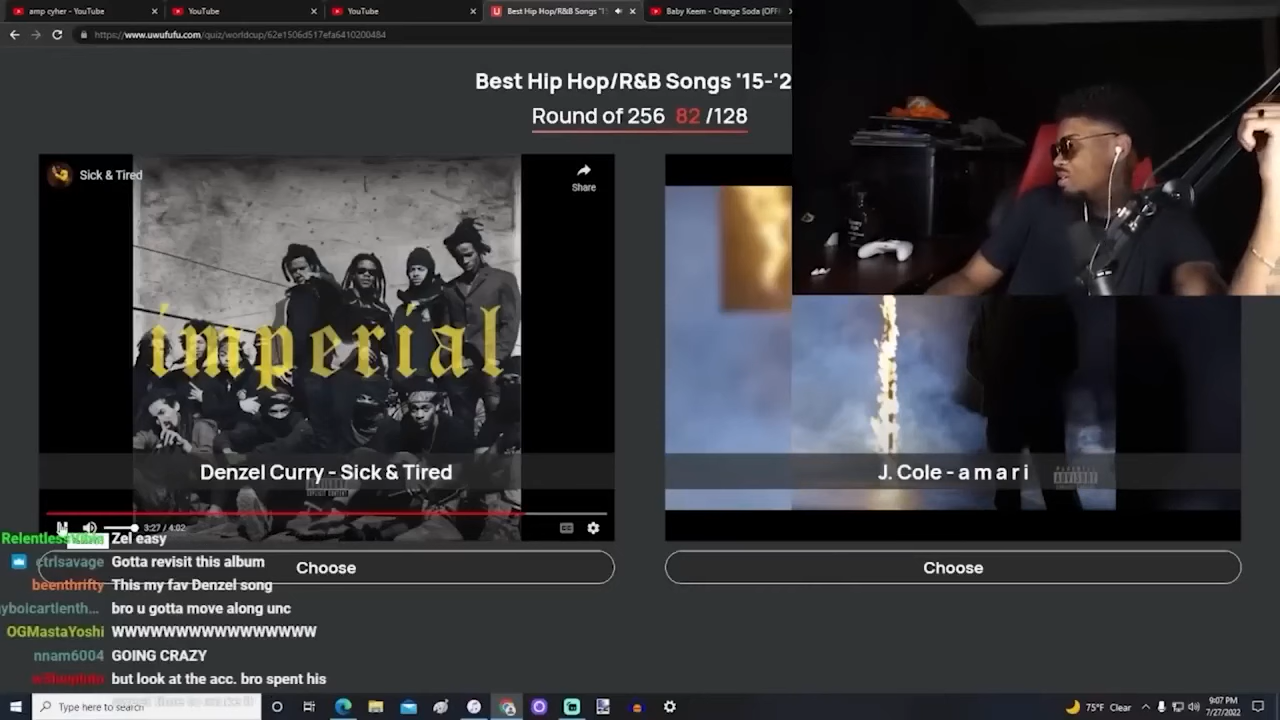 amp cyher - YouTube
YouTube
YouTube
Best Hip Hop/R&B Songs '15
Baby Keem - Orange Soda (OFF
https://www.uwufufu.com/quiz/worldcup/62e1506d517efa6410200484
Best Hip Hop/R&B Songs '15-'2
Round of 256 82 /128
Sick & Tired
Share
imperial
Denzel Curry - Sick & Tired
J. Cole - a m a r i
3:27 / 4:02
Choose
Choose
Zel easy
ctrlsavage Gotta revisit this album
beenthrifty This my fav Denzel song
yboicartlenth... bro u gotta move along unc
OGMastaYoshi WWWWWWWWWWWWWWWW
nnam6004 GOING CRAZY
but look at the acc. bro spent his
Type here to search
75°F Clear
9:07 PM
7/27/2022